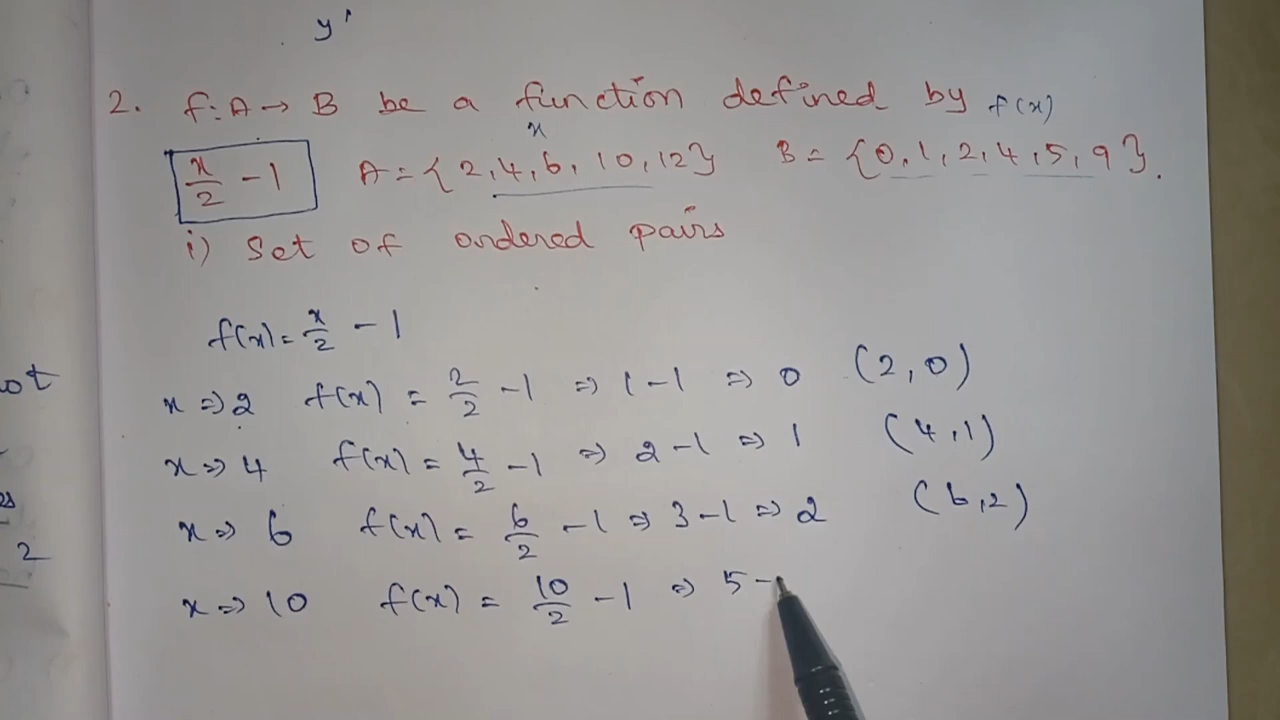 y'
2. f:A→B be a function defined by f(x)
x
x/2 -1 A={2,4,6,10,12} B={0,1,2,4,5,9}.
i) Set of ordered pairs
f(x)= x/2 -1
ot
x⇒2 f(x) = 2/2 -1 ⇒ 1-1 ⇒ 0 (2,0)
x⇒4 f(x) = 4/2 -1 ⇒ 2-1 ⇒ 1 (4,1)
x⇒ 6 f(x) = 6/2 -1 ⇒ 3-1 ⇒ 2 (6,2)
2
x⇒ 10 f(x) = 10/2 -1 ⇒ 5-